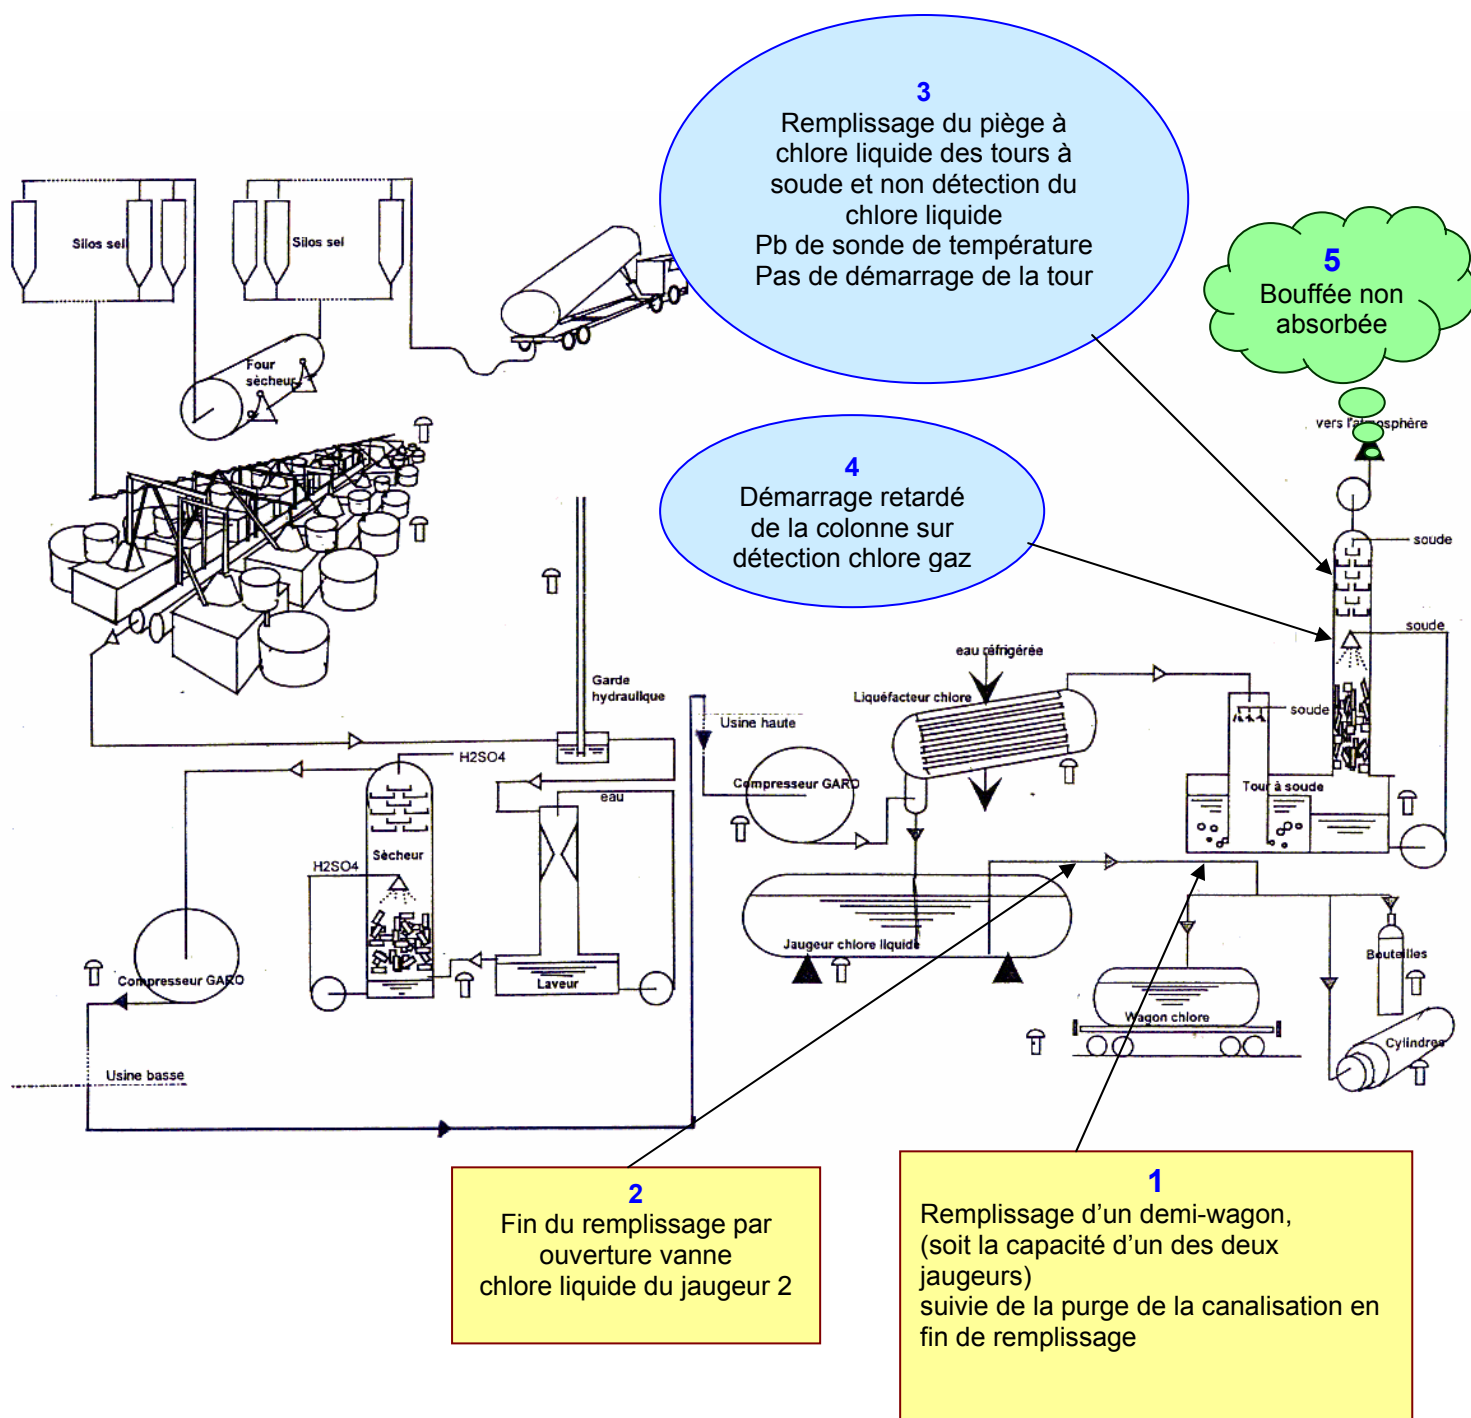 3
Remplissage du piège à
chlore liquide des tours à
soude et non détection du
chlore liquide
Pb de sonde de température
Pas de démarrage de la tour
Silos sel
Silos sel
5
Bouffée non
absorbée
Four
sècheur
vers l'atmosphère
4
Démarrage retardé
de la colonne sur
détection chlore gaz
soude
soude
eau réfrigérée
Garde
hydraulique
Liquéfacteur chlore
soude
Usine haute
H2SO4
Compresseur GARO
Tour à soude
eau
Sècheur
H2SO4
Jaugeur chlore liquide
Bouteilles
Compresseur GARO
Laveur
Wagon chlore
Cylindres
Usine basse
2
Fin du remplissage par
ouverture vanne
chlore liquide du jaugeur 2
1
Remplissage d'un demi-wagon,
(soit la capacité d'un des deux
jaugeurs)
suivie de la purge de la canalisation en
fin de remplissage